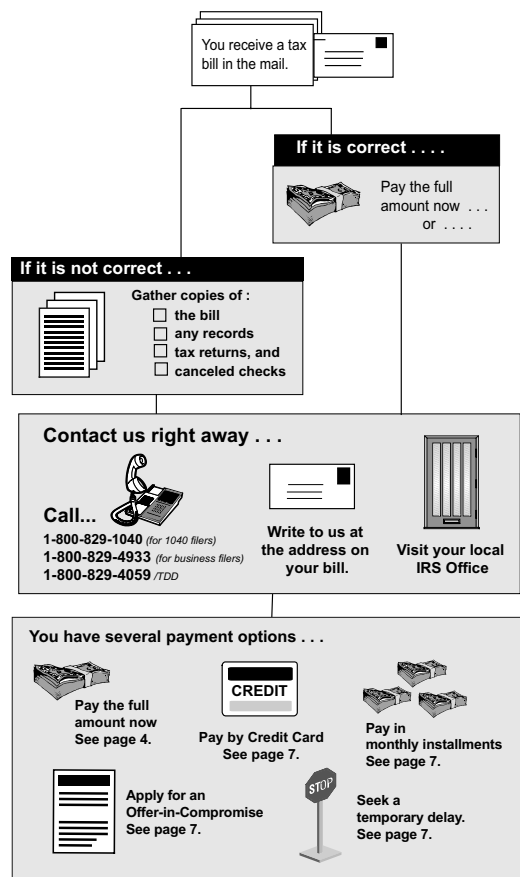 You receive a tax
bill in the mail.
If it is correct . . . .
Pay the full
amount now . . .
or . . . .
If it is not correct . . .
Gather copies of :
the bill
any records
tax returns, and
canceled checks
Contact us right away . . .
Call...
1-800-829-1040 (for 1040 filers)
1-800-829-4933 (for business filers)
1-800-829-4059 /TDD
Write to us at
the address on
your bill.
Visit your local
IRS Office
You have several payment options . . .
Pay the full
amount now
See page 4.
CREDIT
Pay by Credit Card
See page 7.
Pay in
monthly installments
See page 7.
Apply for an
Offer-in-Compromise
See page 7.
STOP
Seek a
temporary delay.
See page 7.